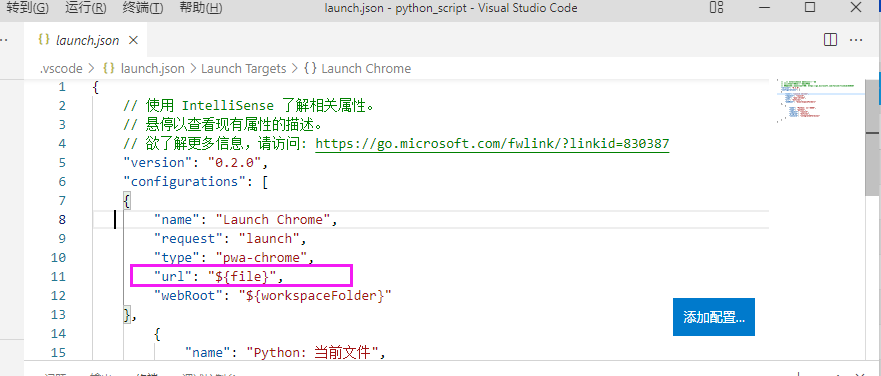 转到(G) 运行(R) 终端(T) 帮助(H) launch.json - python_script - Visual Studio Code
{} launch.json ×
.vscode > {} launch.json > Launch Targets > {} Launch Chrome
1 {
2 // 使用 IntelliSense 了解相关属性。
3 // 悬停以查看现有属性的描述。
4 // 欲了解更多信息，请访问: https://go.microsoft.com/fwlink/?linkid=830387
5 "version": "0.2.0",
6 "configurations": [
7 {
8 "name": "Launch Chrome",
9 "request": "launch",
10 "type": "pwa-chrome",
11 "url": "${file}",
12 "webRoot": "${workspaceFolder}"
13 },
14 {
15 "name": "Python: 当前文件",
添加配置...